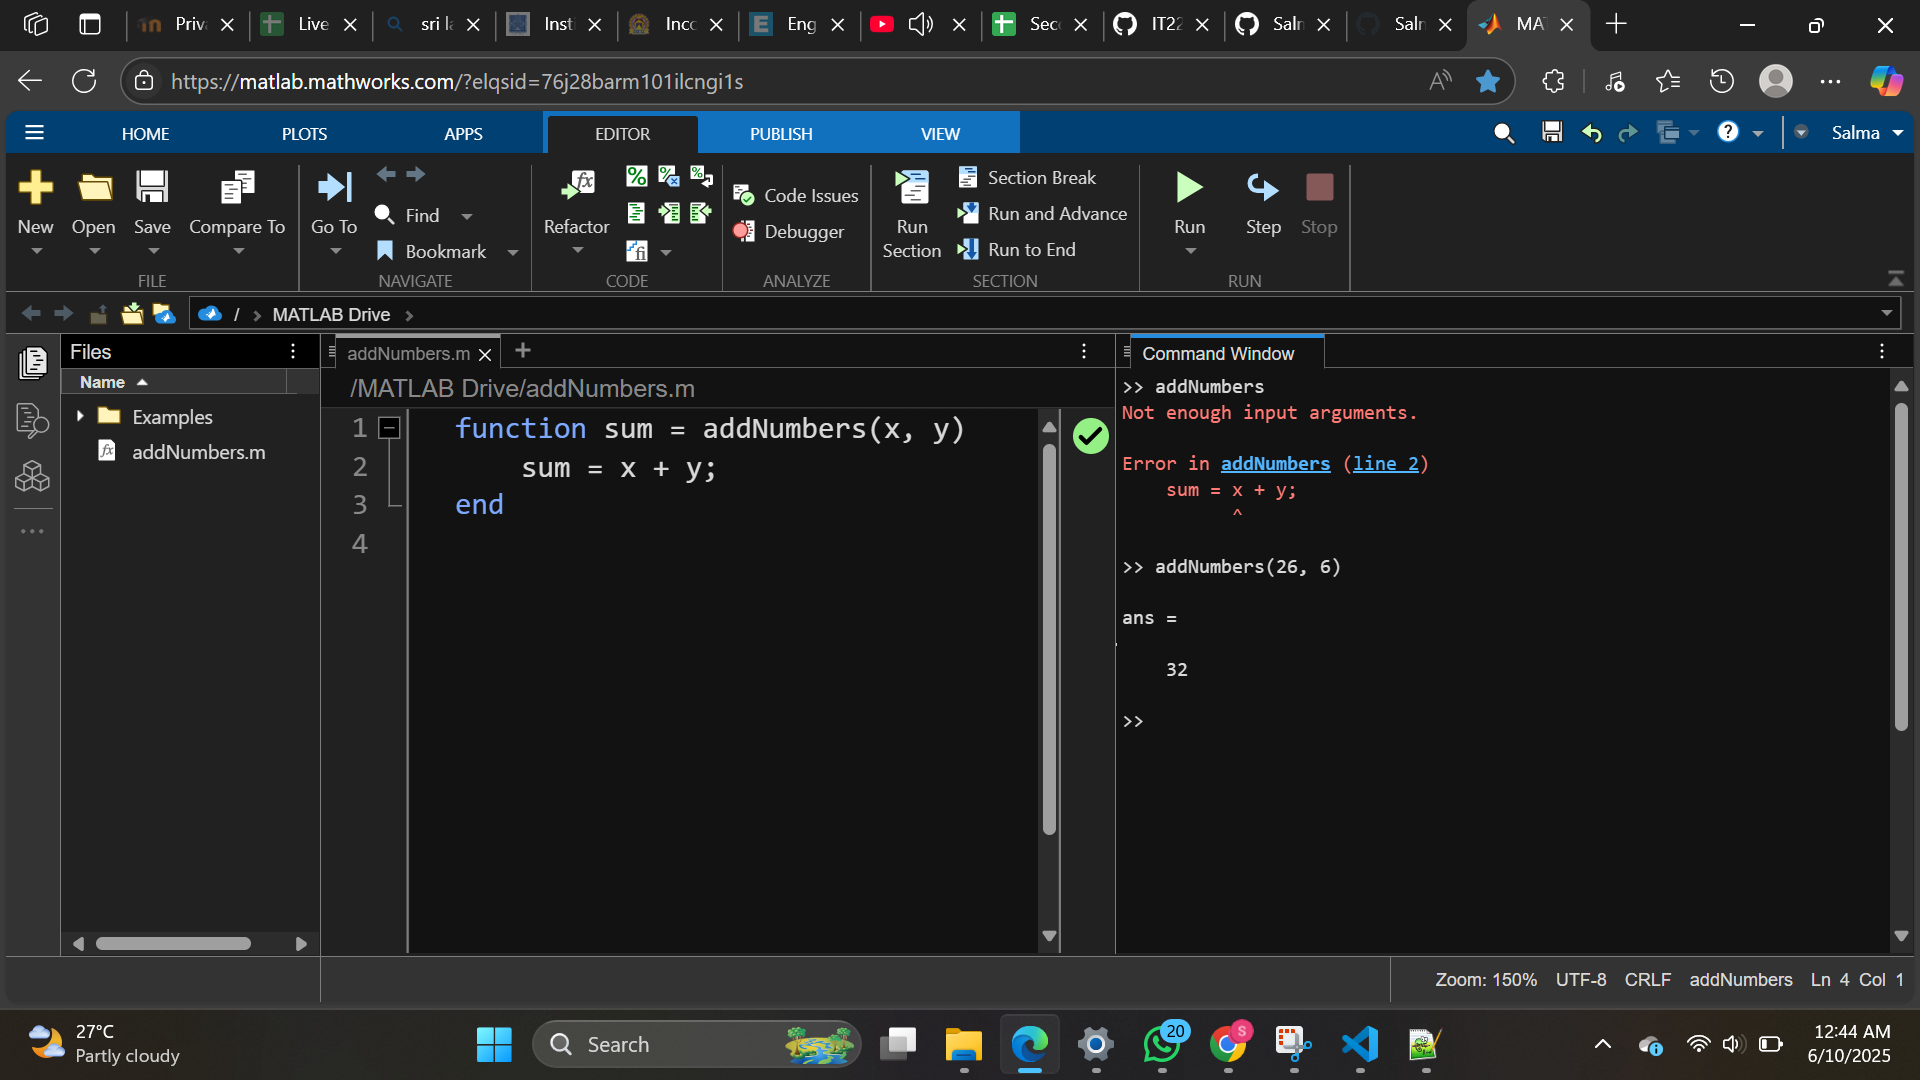 Priv
Live
sri l
Insti
Inco
Eng
Sec
IT22
Saln
Saln
MA
https://matlab.mathworks.com/?elqsid=76j28barm101ilcngi1s
HOME PLOTS APPS EDITOR PUBLISH VIEW
Salma
New
Open
Save
Compare To
FILE
Go To
Find
Bookmark
NAVIGATE
Refactor
CODE
Code Issues
Debugger
ANALYZE
Run Section
Section Break
Run and Advance
Run to End
SECTION
Run
Step
Stop
RUN
/ > MATLAB Drive >
Files
Name
Examples
addNumbers.m
addNumbers.m
/MATLAB Drive/addNumbers.m
1 function sum = addNumbers(x, y)
2 sum = x + y;
3 end
4
Command Window
>> addNumbers
Not enough input arguments.
Error in addNumbers (line 2)
sum = x + y;
^
>> addNumbers(26, 6)
ans =
32
>>
Zoom: 150% UTF-8 CRLF addNumbers Ln 4 Col 1
27°C
Partly cloudy
Search
20
S
12:44 AM
6/10/2025